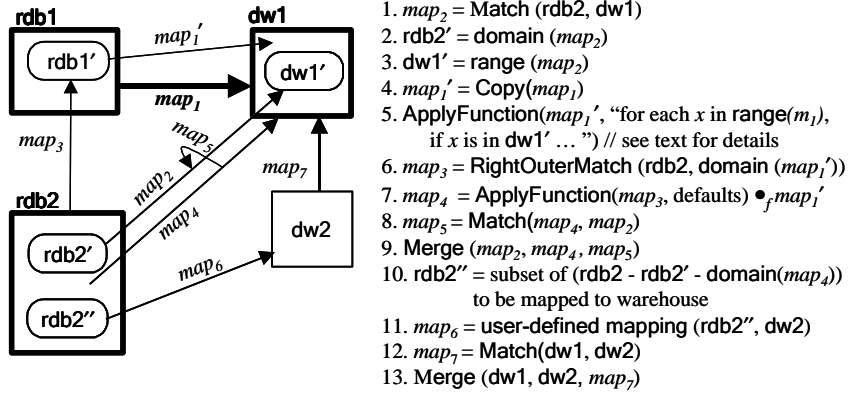 rdb1
map₁′
dw1
rdb1′
dw1′
map₁
map₃
map₅
map₂
map₇
rdb2
map₄
rdb2′
dw2
map₆
rdb2″
1. map₂ = Match (rdb2, dw1)
2. rdb2′ = domain (map₂)
3. dw1′ = range (map₂)
4. map₁′ = Copy(map₁)
5. ApplyFunction(map₁′, “for each x in range(m₁),
if x is in dw1′ … ”) // see text for details
6. map₃ = RightOuterMatch (rdb2, domain (map₁′))
7. map₄ = ApplyFunction(map₃, defaults) ●f map₁′
8. map₅ = Match(map₄, map₂)
9. Merge (map₂, map₄, map₅)
10. rdb2″ = subset of (rdb2 - rdb2′ - domain(map₄))
to be mapped to warehouse
11. map₆ = user-defined mapping (rdb2″, dw2)
12. map₇ = Match(dw1, dw2)
13. Merge (dw1, dw2, map₇)